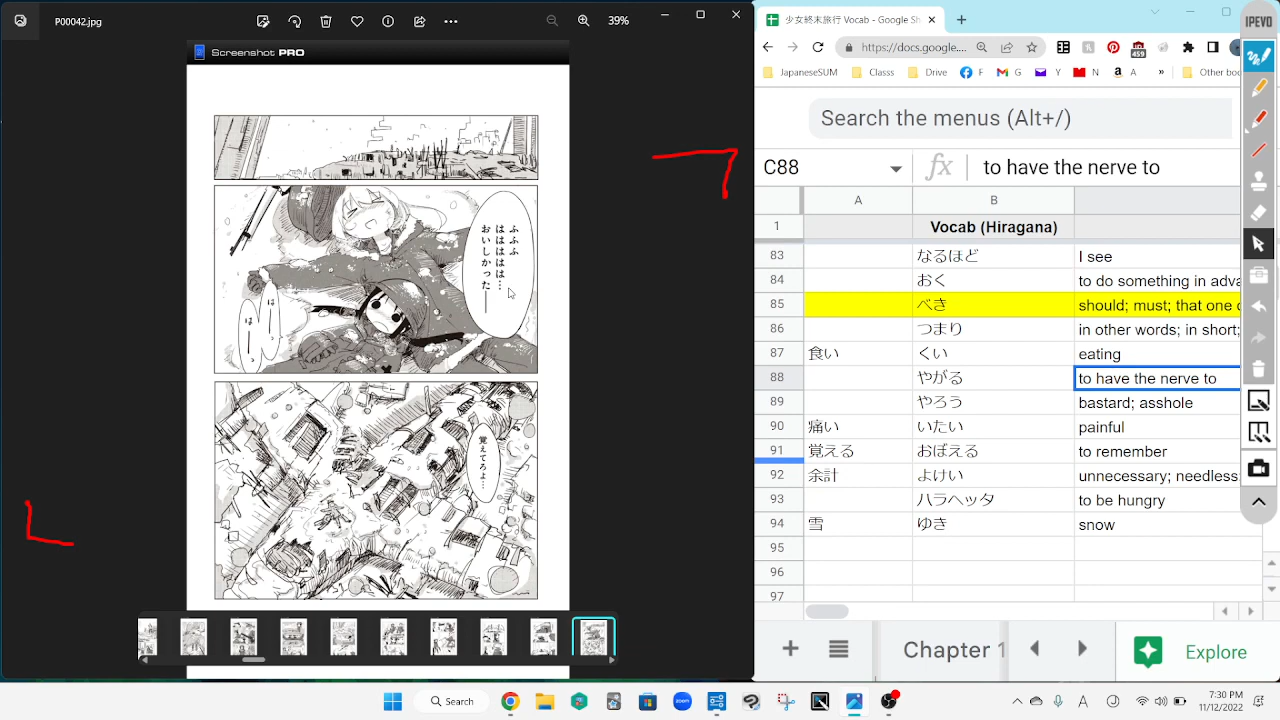 P00042.jpg
39%
Screenshot PRO
ふふふ
はははははは…
おいしかった――
はーっ
はーっ
覚えてろよ…
少女終末旅行 Vocab - Google Sh
IPEVO
https://docs.google.
459
JapaneseSUM
Classs
Drive
F
G
Y
N
A
»
Other boo
Search the menus (Alt+/)
C88
fx
to have the nerve to
A
B
1
Vocab (Hiragana)
83
なるほど
I see
84
おく
to do something in adva
85
べき
should; must; that one o
86
つまり
in other words; in short;
87
食い
くい
eating
88
やがる
to have the nerve to
89
やろう
bastard; asshole
90
痛い
いたい
painful
91
覚える
おぼえる
to remember
92
余計
よけい
unnecessary; needless
93
ハラヘッタ
to be hungry
94
雪
ゆき
snow
95
96
97
Chapter 1
Explore
Search
zoom
A
7:30 PM
11/12/2022